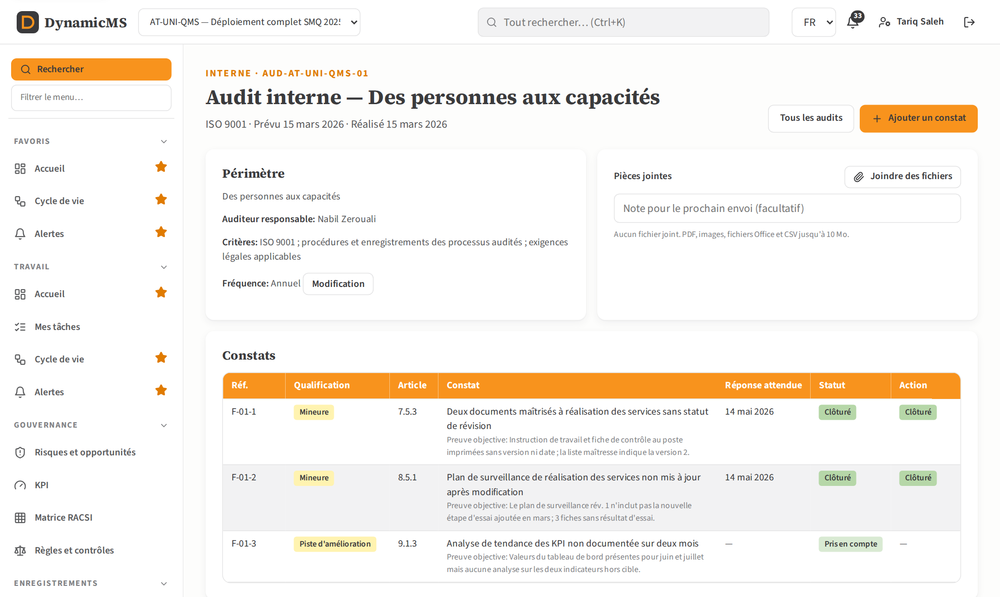 DynamicMS
AT-UNI-QMS — Déploiement complet SMQ 2025
Tout rechercher… (Ctrl+K)
FR
33
Tariq Saleh
Rechercher
Filtrer le menu…
FAVORIS
Accueil
Cycle de vie
Alertes
TRAVAIL
Accueil
Mes tâches
Cycle de vie
Alertes
GOUVERNANCE
Risques et opportunités
KPI
Matrice RACSI
Règles et contrôles
ENREGISTREMENTS
INTERNE · AUD-AT-UNI-QMS-01
Audit interne — Des personnes aux capacités
ISO 9001 · Prévu 15 mars 2026 · Réalisé 15 mars 2026
Tous les audits
Ajouter un constat
Périmètre
Des personnes aux capacités
Auditeur responsable: Nabil Zerouali
Critères: ISO 9001 ; procédures et enregistrements des processus audités ; exigences
légales applicables
Fréquence: Annuel Modification
Pièces jointes
Joindre des fichiers
Note pour le prochain envoi (facultatif)
Aucun fichier joint. PDF, images, fichiers Office et CSV jusqu'à 10 Mo.
Constats
Réf. Qualification Article Constat Réponse attendue Statut Action
F-01-1 Mineure 7.5.3 Deux documents maîtrisés à réalisation des services sans statut 14 mai 2026 Clôturé Clôturé
de révision
Preuve objective: Instruction de travail et fiche de contrôle au poste
imprimées sans version ni date ; la liste maîtresse indique la version 2.
F-01-2 Mineure 8.5.1 Plan de surveillance de réalisation des services non mis à jour 14 mai 2026 Clôturé Clôturé
après modification
Preuve objective: Le plan de surveillance rév. 1 n'inclut pas la nouvelle
étape d'essai ajoutée en mars ; 3 fiches sans résultat d'essai.
F-01-3 Piste d'amélioration 9.1.3 Analyse de tendance des KPI non documentée sur deux mois — Pris en compte —
Preuve objective: Valeurs du tableau de bord présentes pour juin et juillet
mais aucune analyse sur les deux indicateurs hors cible.